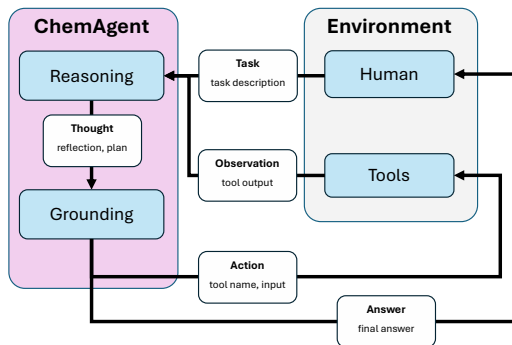 ChemAgent
Environment
Reasoning
Task
task description
Human
Thought
reflection, plan
Observation
tool output
Tools
Grounding
Action
tool name, input
Answer
final answer